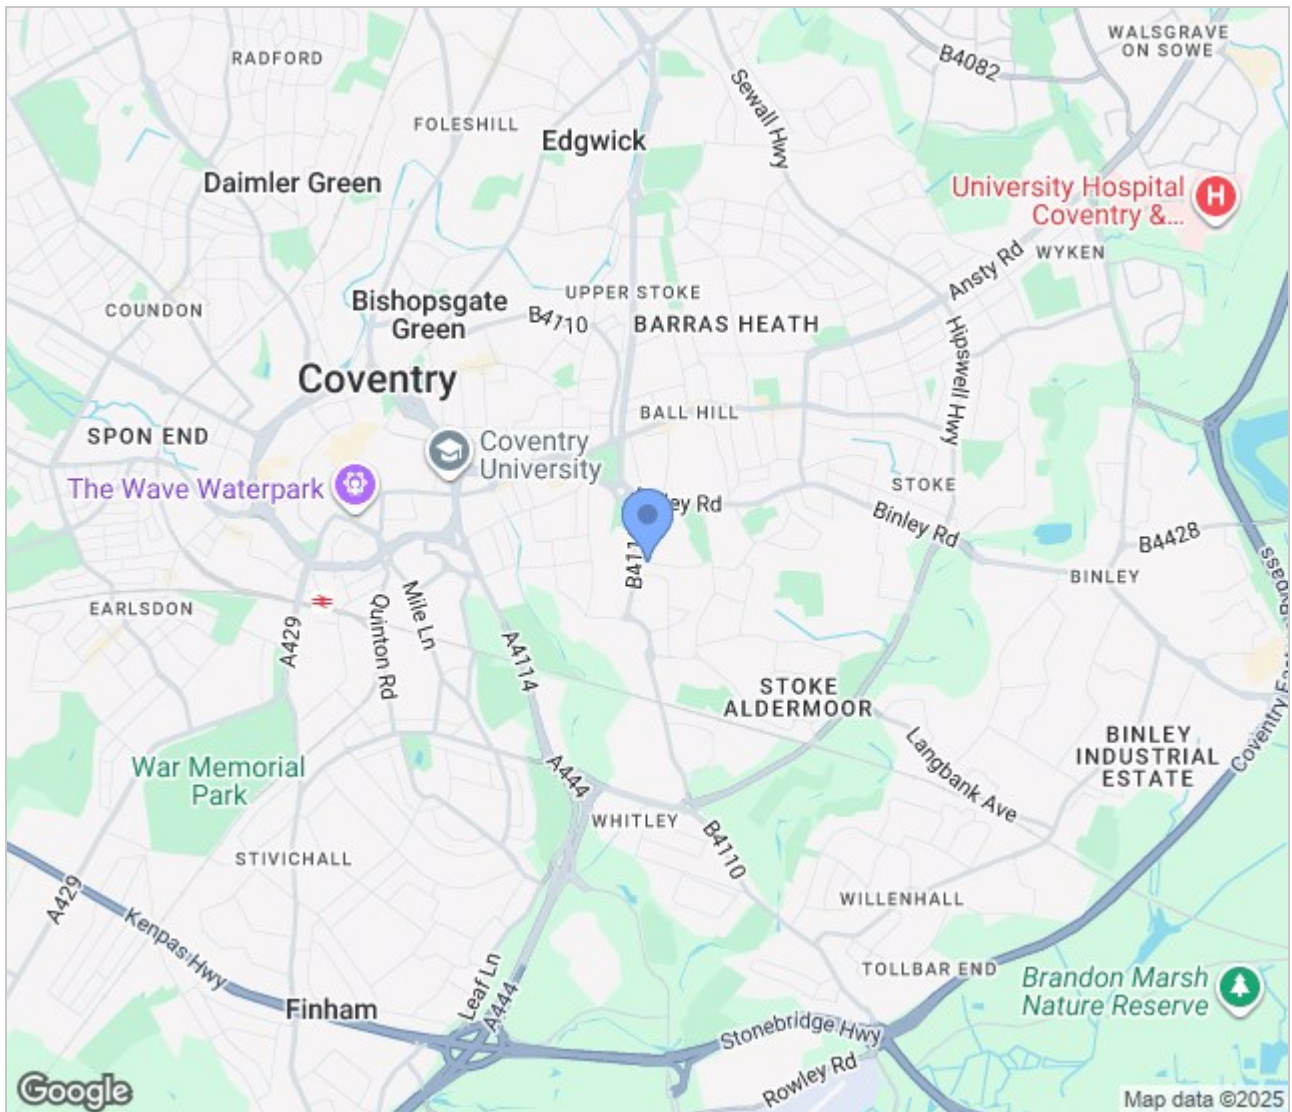 WALSGRAVE
ON SOWE
RADFORD
B4082
Sewall Hwy
FOLESHILL
Edgwick
Daimler Green
University Hospital
Coventry &...
WYKEN
Ansty Rd
UPPER STOKE
Bishopsgate
Green
COUNDON
B4110
BARRAS HEATH
Hipswell Hwy
Coventry
BALL HILL
SPON END
Coventry
University
The Wave Waterpark
STOKE
ley Rd
Binley Rd
B4428
B411
BINLEY
EARLSDON
Mile Ln
Quinton Rd
A429
A4114
STOKE
ALDERMOOR
BINLEY
INDUSTRIAL
ESTATE
Langbank Ave
War Memorial
Park
A444
WHITLEY
B4110
STIVICHALL
A429
WILLENHALL
Kenpas Hwy
TOLLBAR END
Brandon Marsh
Nature Reserve
Leaf Ln
A444
Finham
Stonebridge Hwy
Rowley Rd
Google
Map data ©2025